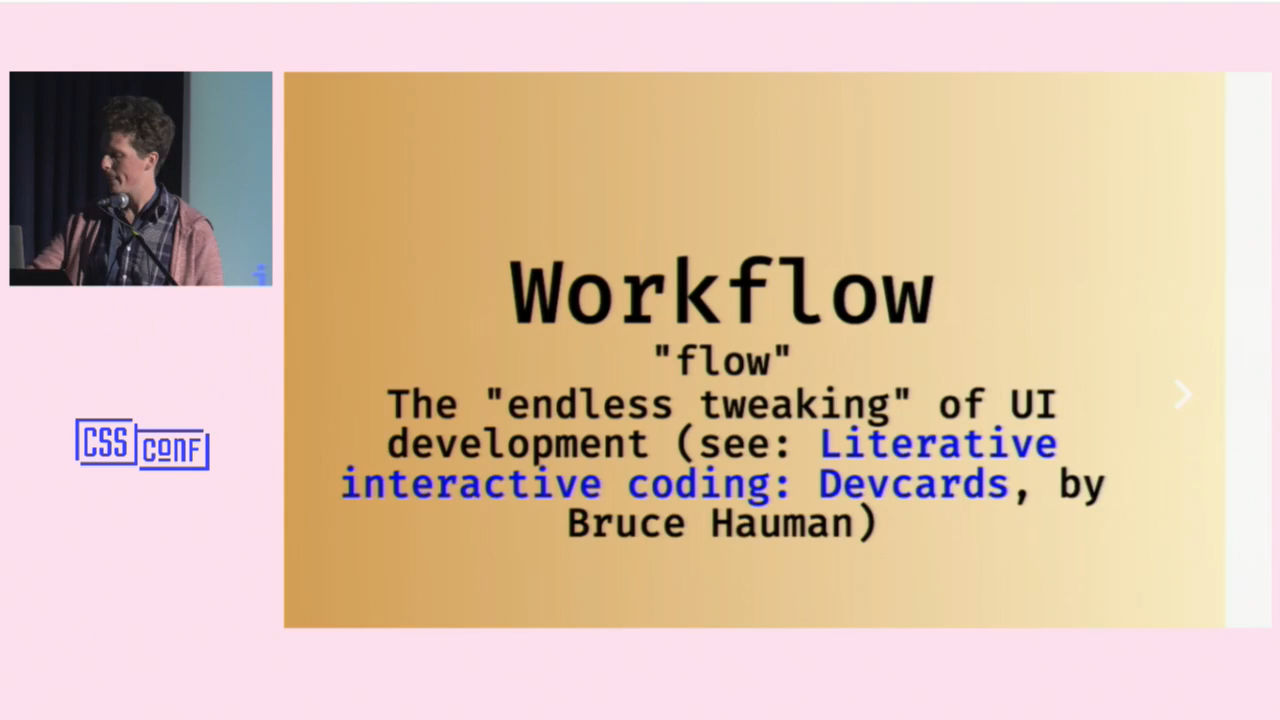 Workflow
"flow"
The "endless tweaking" of UI
development (see: Literative
interactive coding: Devcards, by
Bruce Hauman)
CSS
CONF